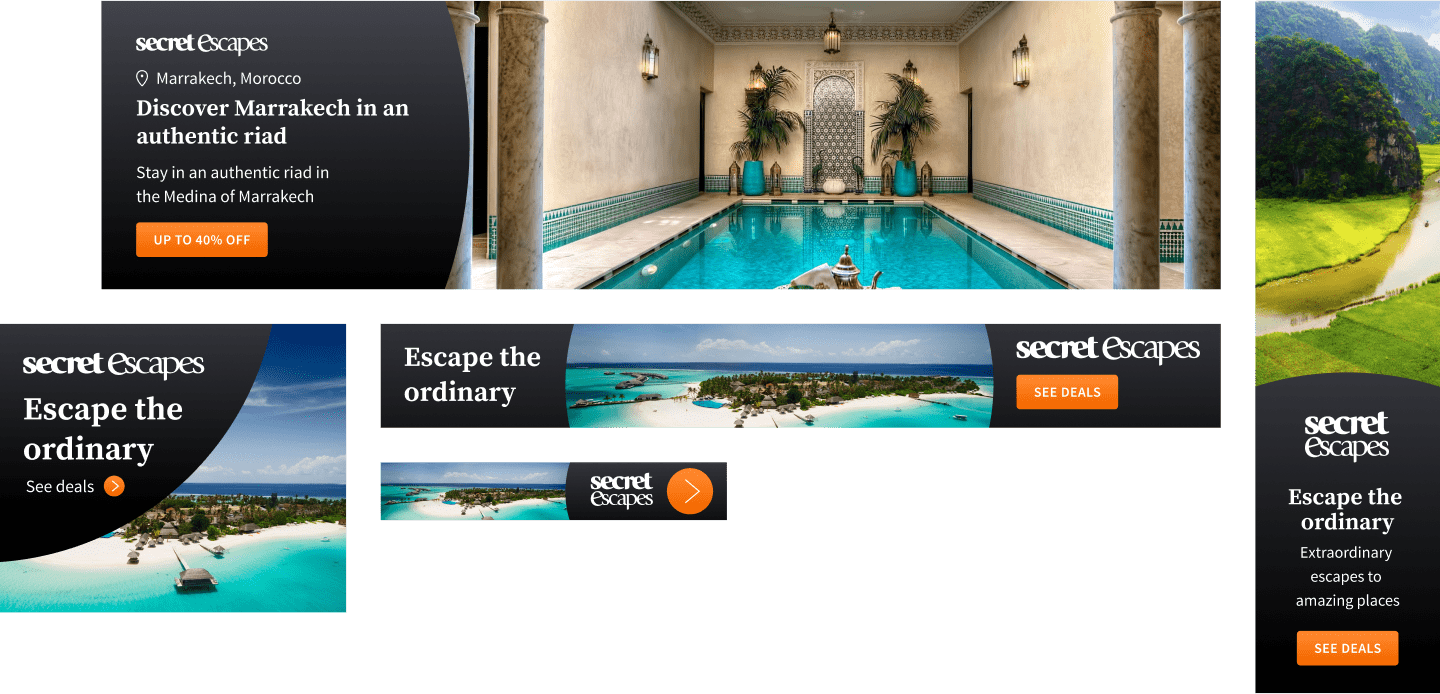 secret escapes
Marrakech, Morocco
Discover Marrakech in an
authentic riad
Stay in an authentic riad in
the Medina of Marrakech
UP TO 40% OFF
secret escapes
Escape the
ordinary
See deals
Escape the
ordinary
secret escapes
SEE DEALS
secret
escapes
secret
escapes
Escape the
ordinary
Extraordinary
escapes to
amazing places
SEE DEALS